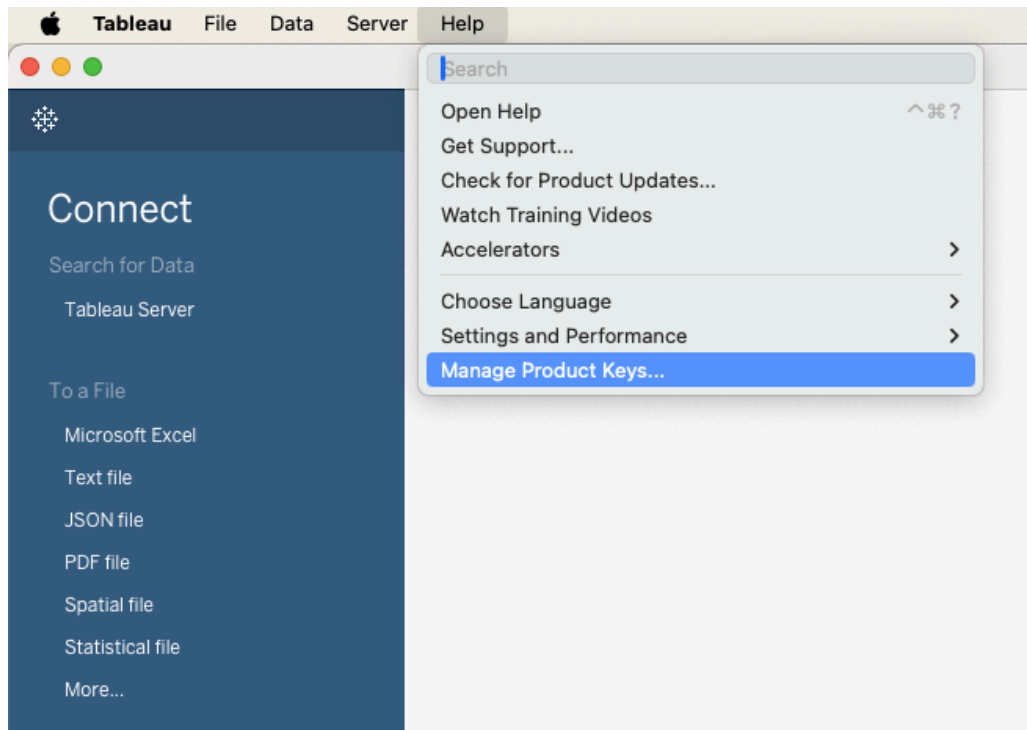 Tableau File Data Server Help
Search
Open Help ^⌘?
Get Support...
Check for Product Updates...
Watch Training Videos
Accelerators
Choose Language
Settings and Performance
Manage Product Keys...
Connect
Search for Data
Tableau Server
To a File
Microsoft Excel
Text file
JSON file
PDF file
Spatial file
Statistical file
More...